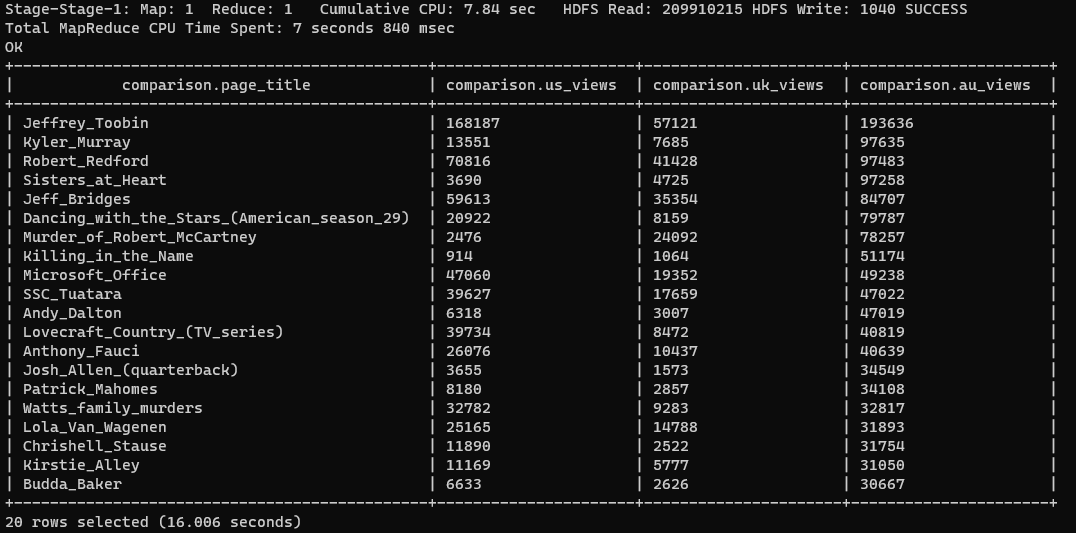 Stage-Stage-1: Map: 1  Reduce: 1   Cumulative CPU: 7.84 sec   HDFS Read: 209910215 HDFS Write: 1040 SUCCESS
Total MapReduce CPU Time Spent: 7 seconds 840 msec
OK
+----------------------------------------------+-----------------------+-----------------------+-----------------------+
|            comparison.page_title             | comparison.us_views  | comparison.uk_views  | comparison.au_views  |
+----------------------------------------------+-----------------------+-----------------------+-----------------------+
| Jeffrey_Toobin                               | 168187               | 57121                | 193636               |
| Kyler_Murray                                 | 13551                | 7685                 | 97635                |
| Robert_Redford                               | 70816                | 41428                | 97483                |
| Sisters_at_Heart                             | 3690                 | 4725                 | 97258                |
| Jeff_Bridges                                 | 59613                | 35354                | 84707                |
| Dancing_with_the_Stars_(American_season_29)  | 20922                | 8159                 | 79787                |
| Murder_of_Robert_McCartney                   | 2476                 | 24092                | 78257                |
| Killing_in_the_Name                          | 914                  | 1064                 | 51174                |
| Microsoft_Office                             | 47060                | 19352                | 49238                |
| SSC_Tuatara                                  | 39627                | 17659                | 47022                |
| Andy_Dalton                                  | 6318                 | 3007                 | 47019                |
| Lovecraft_Country_(TV_series)                | 39734                | 8472                 | 40819                |
| Anthony_Fauci                                | 26076                | 10437                | 40639                |
| Josh_Allen_(quarterback)                     | 3655                 | 1573                 | 34549                |
| Patrick_Mahomes                              | 8180                 | 2857                 | 34108                |
| Watts_family_murders                         | 32782                | 9283                 | 32817                |
| Lola_Van_Wagenen                             | 25165                | 14788                | 31893                |
| Chrishell_Stause                             | 11890                | 2522                 | 31754                |
| Kirstie_Alley                                | 11169                | 5777                 | 31050                |
| Budda_Baker                                  | 6633                 | 2626                 | 30667                |
+----------------------------------------------+-----------------------+-----------------------+-----------------------+
20 rows selected (16.006 seconds)